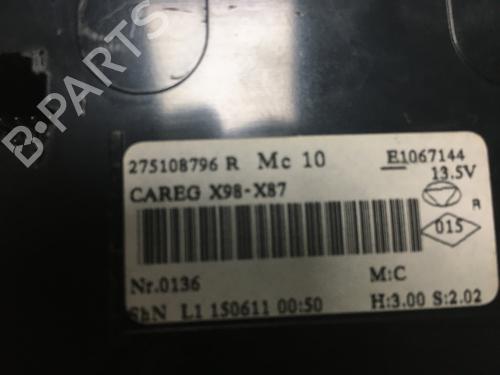 B-PARTS
275108796 R Mc 10 E1067144
13.5V
CAREG X98-X87
R
015
Nr.0136 M:C
ShN L1 150611 00:50 H:3.00 S:2.02